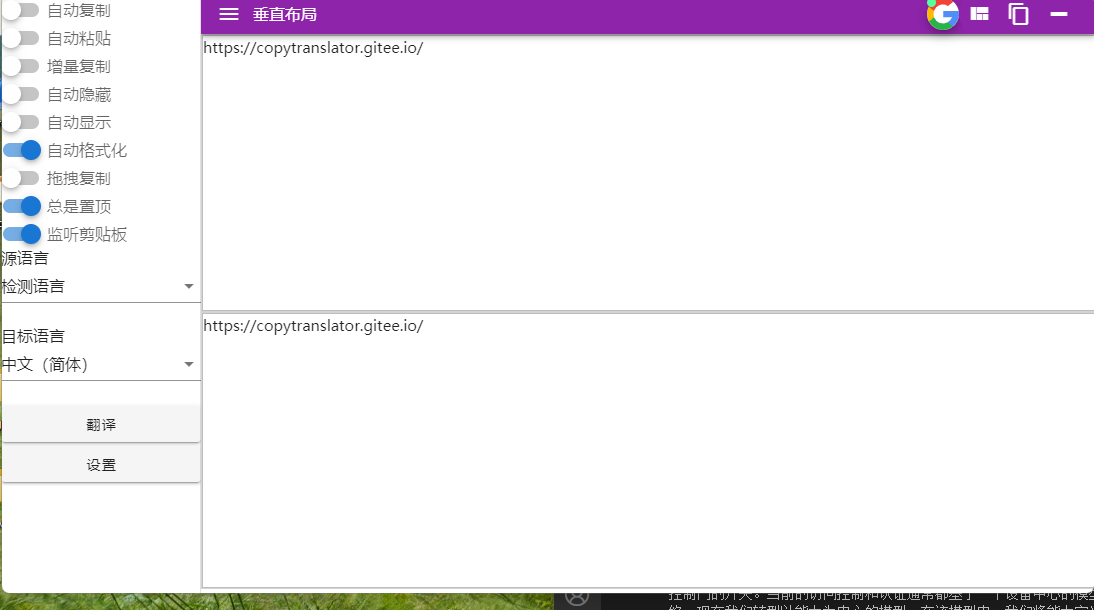 自动复制
自动粘贴
增量复制
自动隐藏
自动显示
自动格式化
拖拽复制
总是置顶
监听剪贴板
源语言
检测语言
目标语言
中文（简体）
翻译
设置
垂直布局
https://copytranslator.gitee.io/
https://copytranslator.gitee.io/